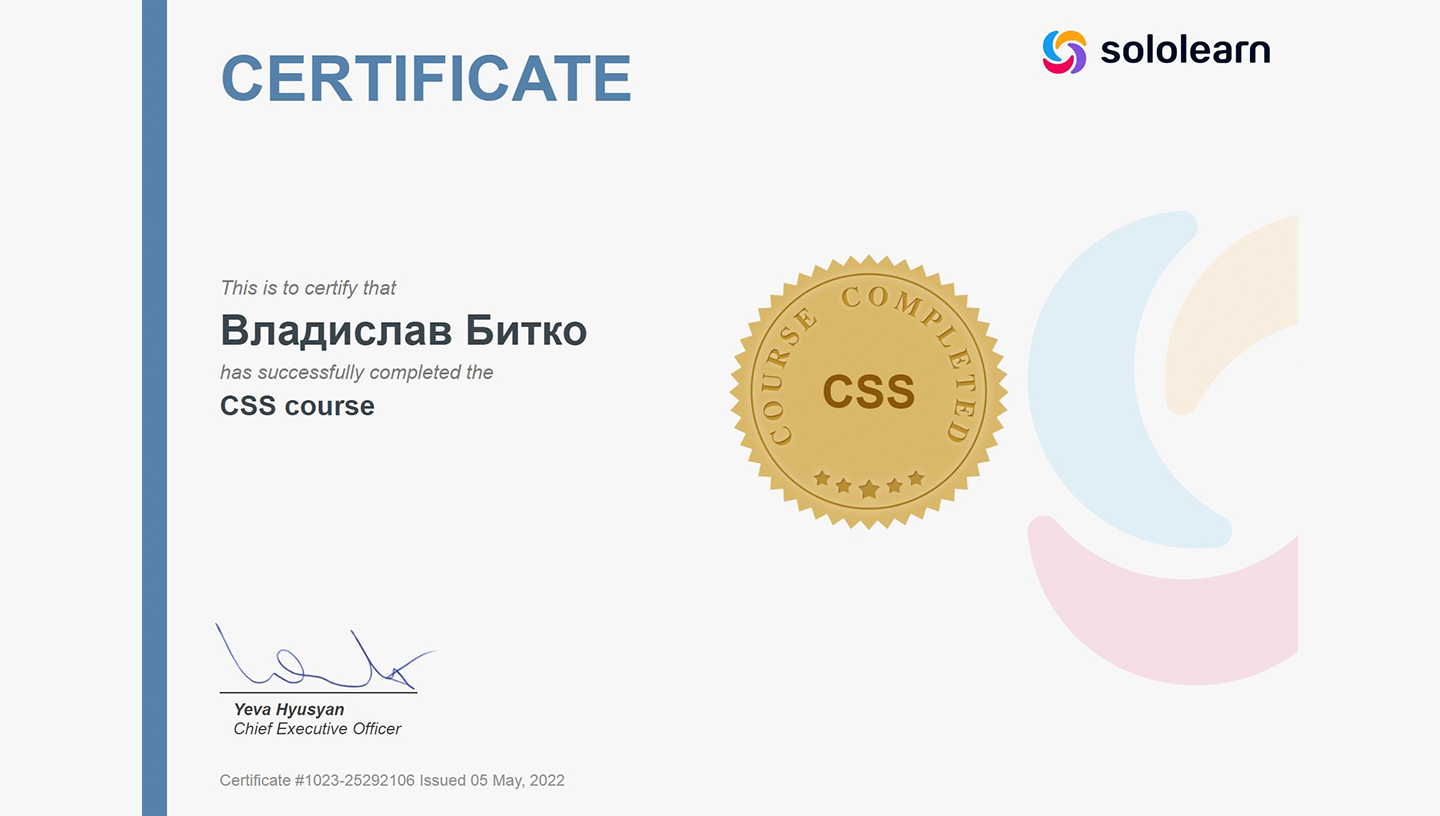 CERTIFICATE
sololearn
This is to certify that
Владислав Битко
has successfully completed the
CSS course
COURSE COMPLETED
CSS
Yeva Hyusyan
Chief Executive Officer
Certificate #1023-25292106 Issued 05 May, 2022